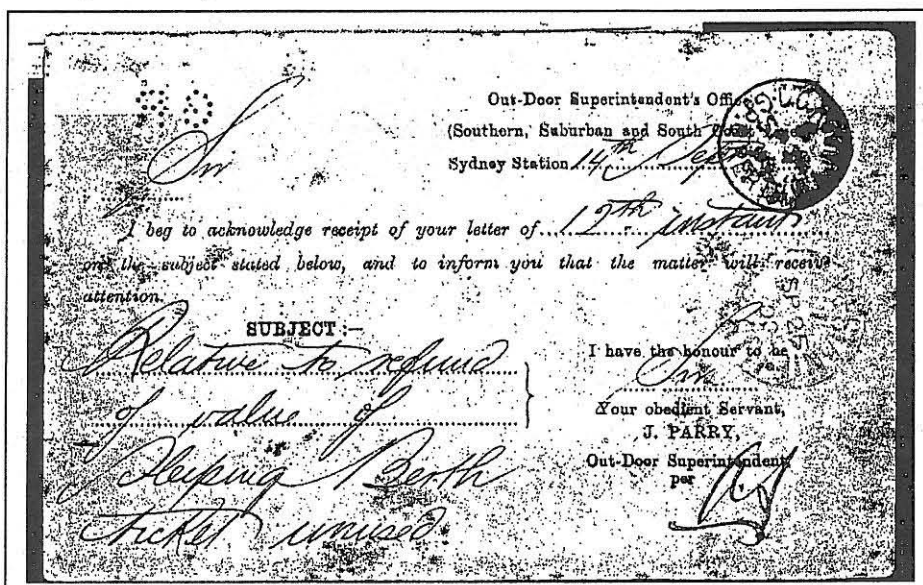 Out-Door Superintendent's Office
(Southern, Suburban and South
Sir
Sydney Station 14th Sept
I beg to acknowledge receipt of your letter of 12th instant
on the subject stated below, and to inform you that the matter will receive
attention.
SUBJECT :—
Relative to refund
of value of
Sleeping Berth
ticket unused.
I have the honour to be
Sir
Your obedient Servant,
J. PARRY,
Out-Door Superintendent
per